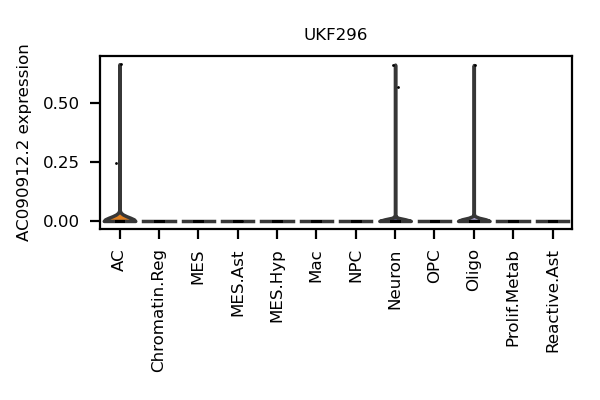 UKF296
AC090912.2 expression
0.50
0.25
0.00
AC
Chromatin.Reg
MES
MES.Ast
MES.Hyp
Mac
NPC
Neuron
OPC
Oligo
Prolif.Metab
Reactive.Ast